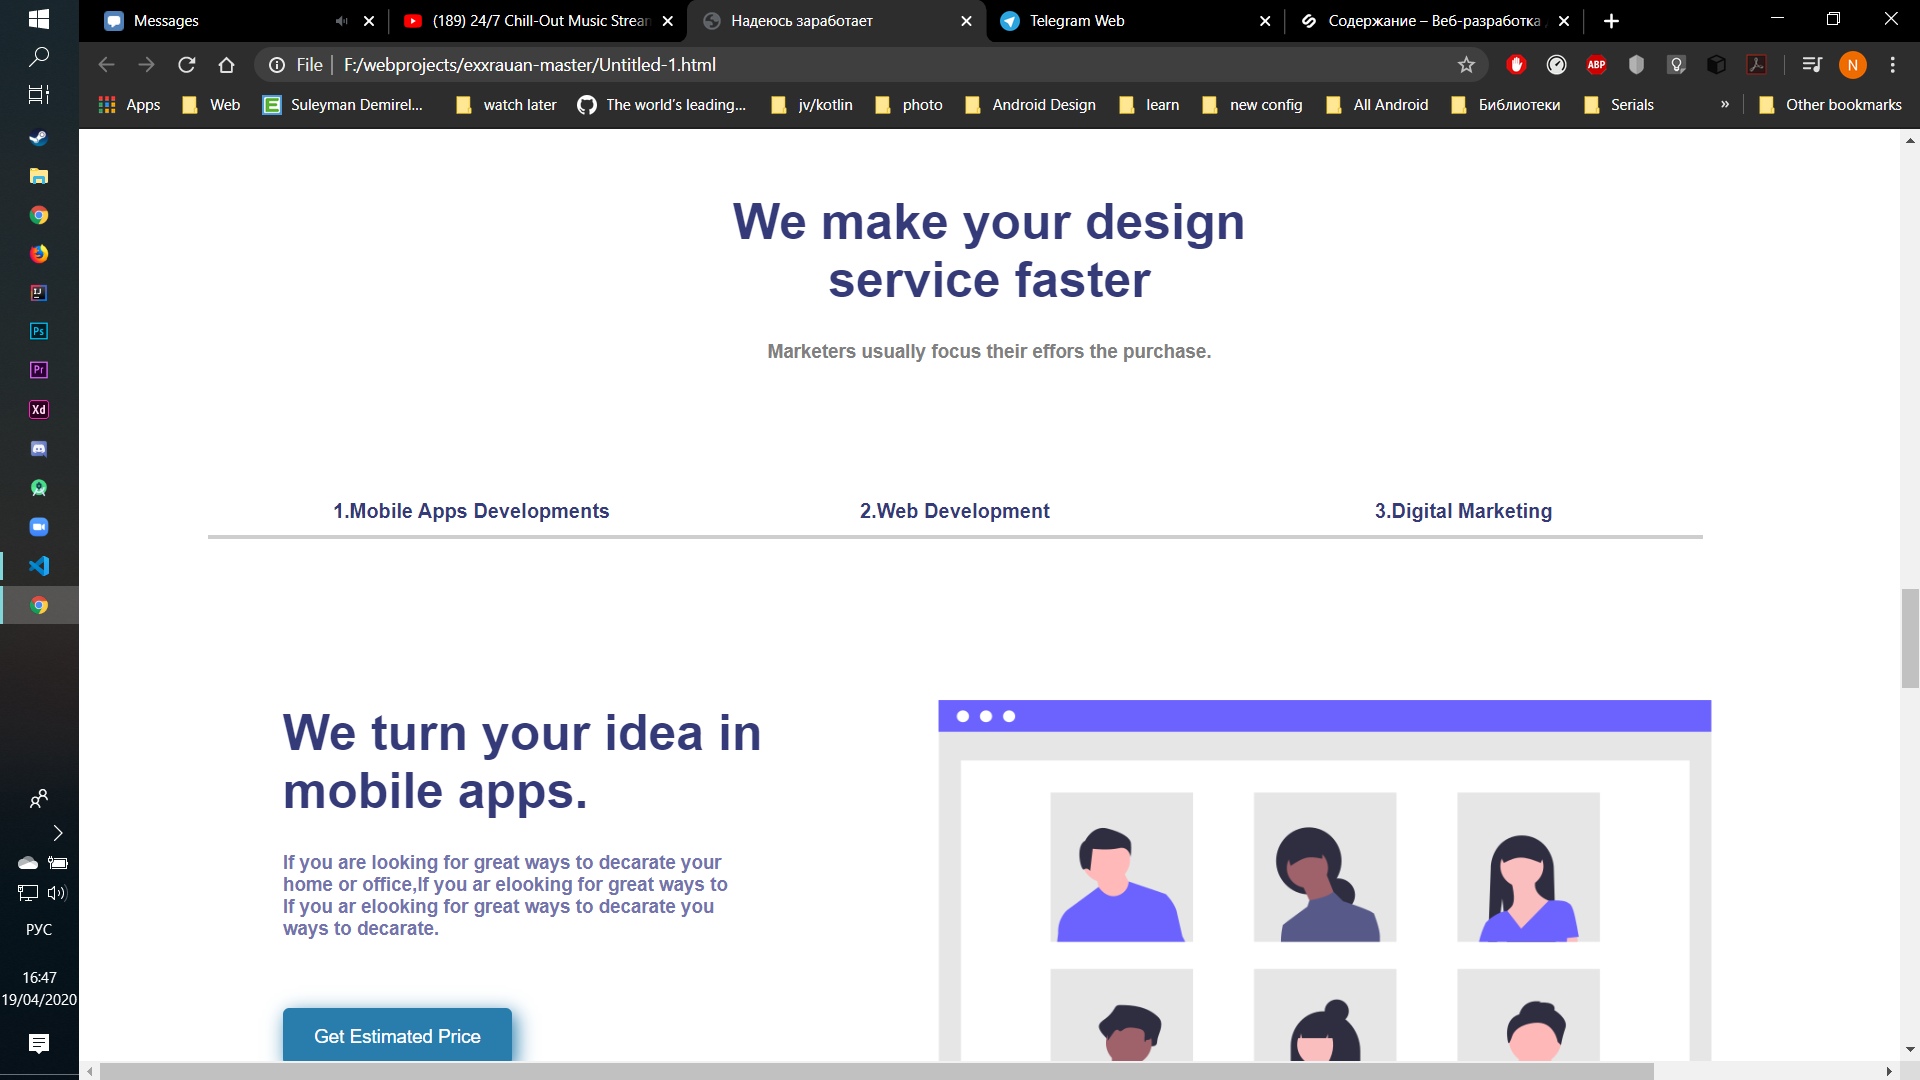 Messages
(189) 24/7 Chill-Out Music Strean
Надеюсь заработает
Telegram Web
Содержание – Веб-разработка
File
F:/webprojects/exxrauan-master/Untitled-1.html
ABP
N
Apps
Web
Suleyman Demirel...
watch later
The world's leading...
jv/kotlin
photo
Android Design
learn
new config
All Android
Библиотеки
Serials
»
Other bookmarks
IJ
Ps
Pr
Xd
РУС
16:47
19/04/2020
We make your design
service faster
Marketers usually focus their effors the purchase.
1.Mobile Apps Developments
2.Web Development
3.Digital Marketing
We turn your idea in
mobile apps.
If you are looking for great ways to decarate your
home or office,If you ar elooking for great ways to
If you ar elooking for great ways to decarate you
ways to decarate.
Get Estimated Price